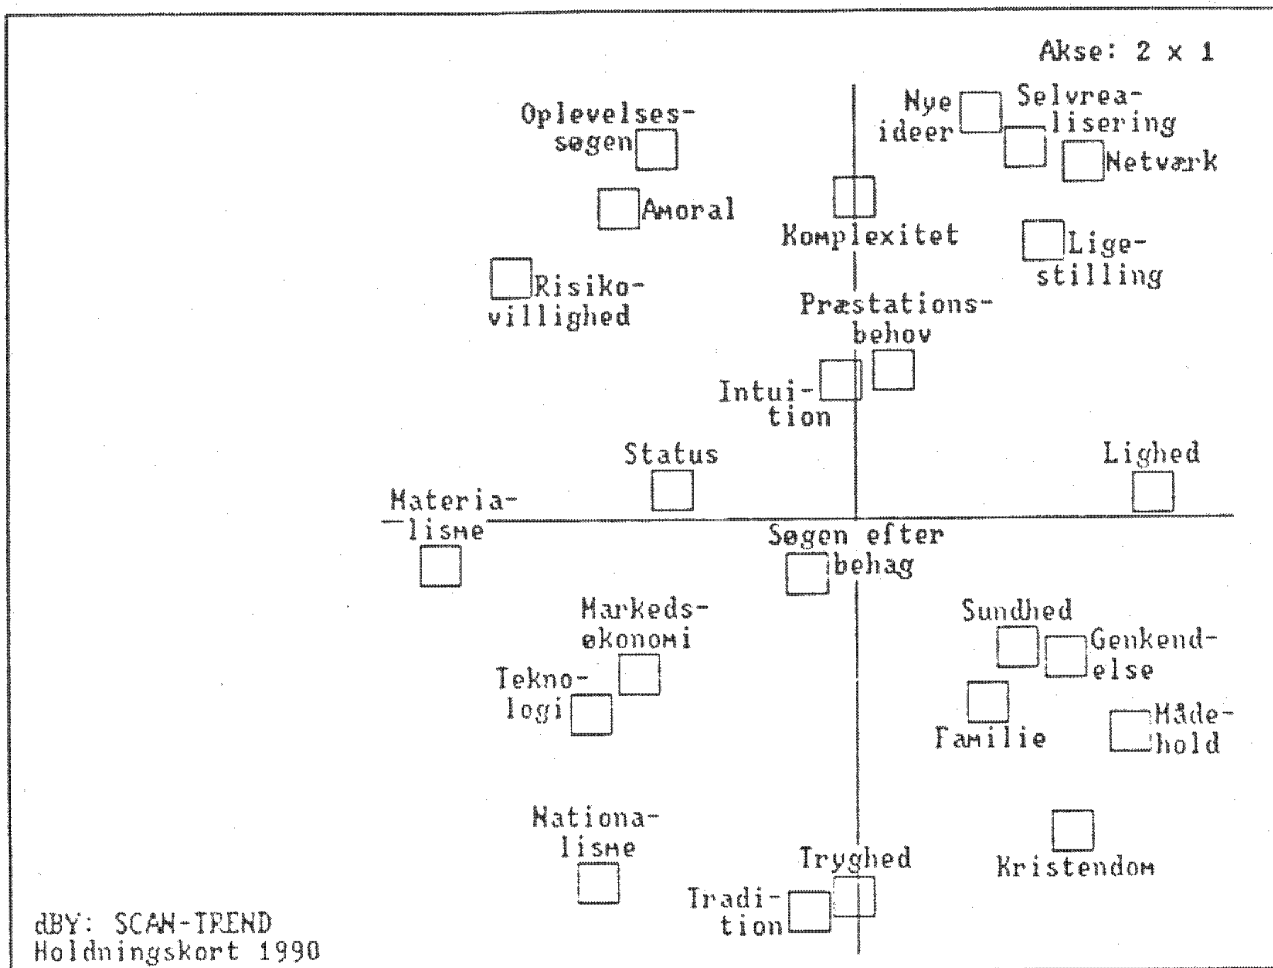 Akse: 2 x 1
Oplevelses-
søgen
Nye
ideer
Selvrea-
lisering
Netværk
Amoral
Komplexitet
Lige-
stilling
Risiko-
villighed
Præstations-
behov
Intui-
tion
Status
Lighed
Materia-
lisme
Søgen efter
behag
Markeds-
økonomi
Sundhed
Genkend-
else
Tekno-
logi
Familie
Måde-
hold
Nationa-
lisme
Tryghed
Kristendom
Tradi-
tion
dBY: SCAN-TREND
Holdningskort 1990